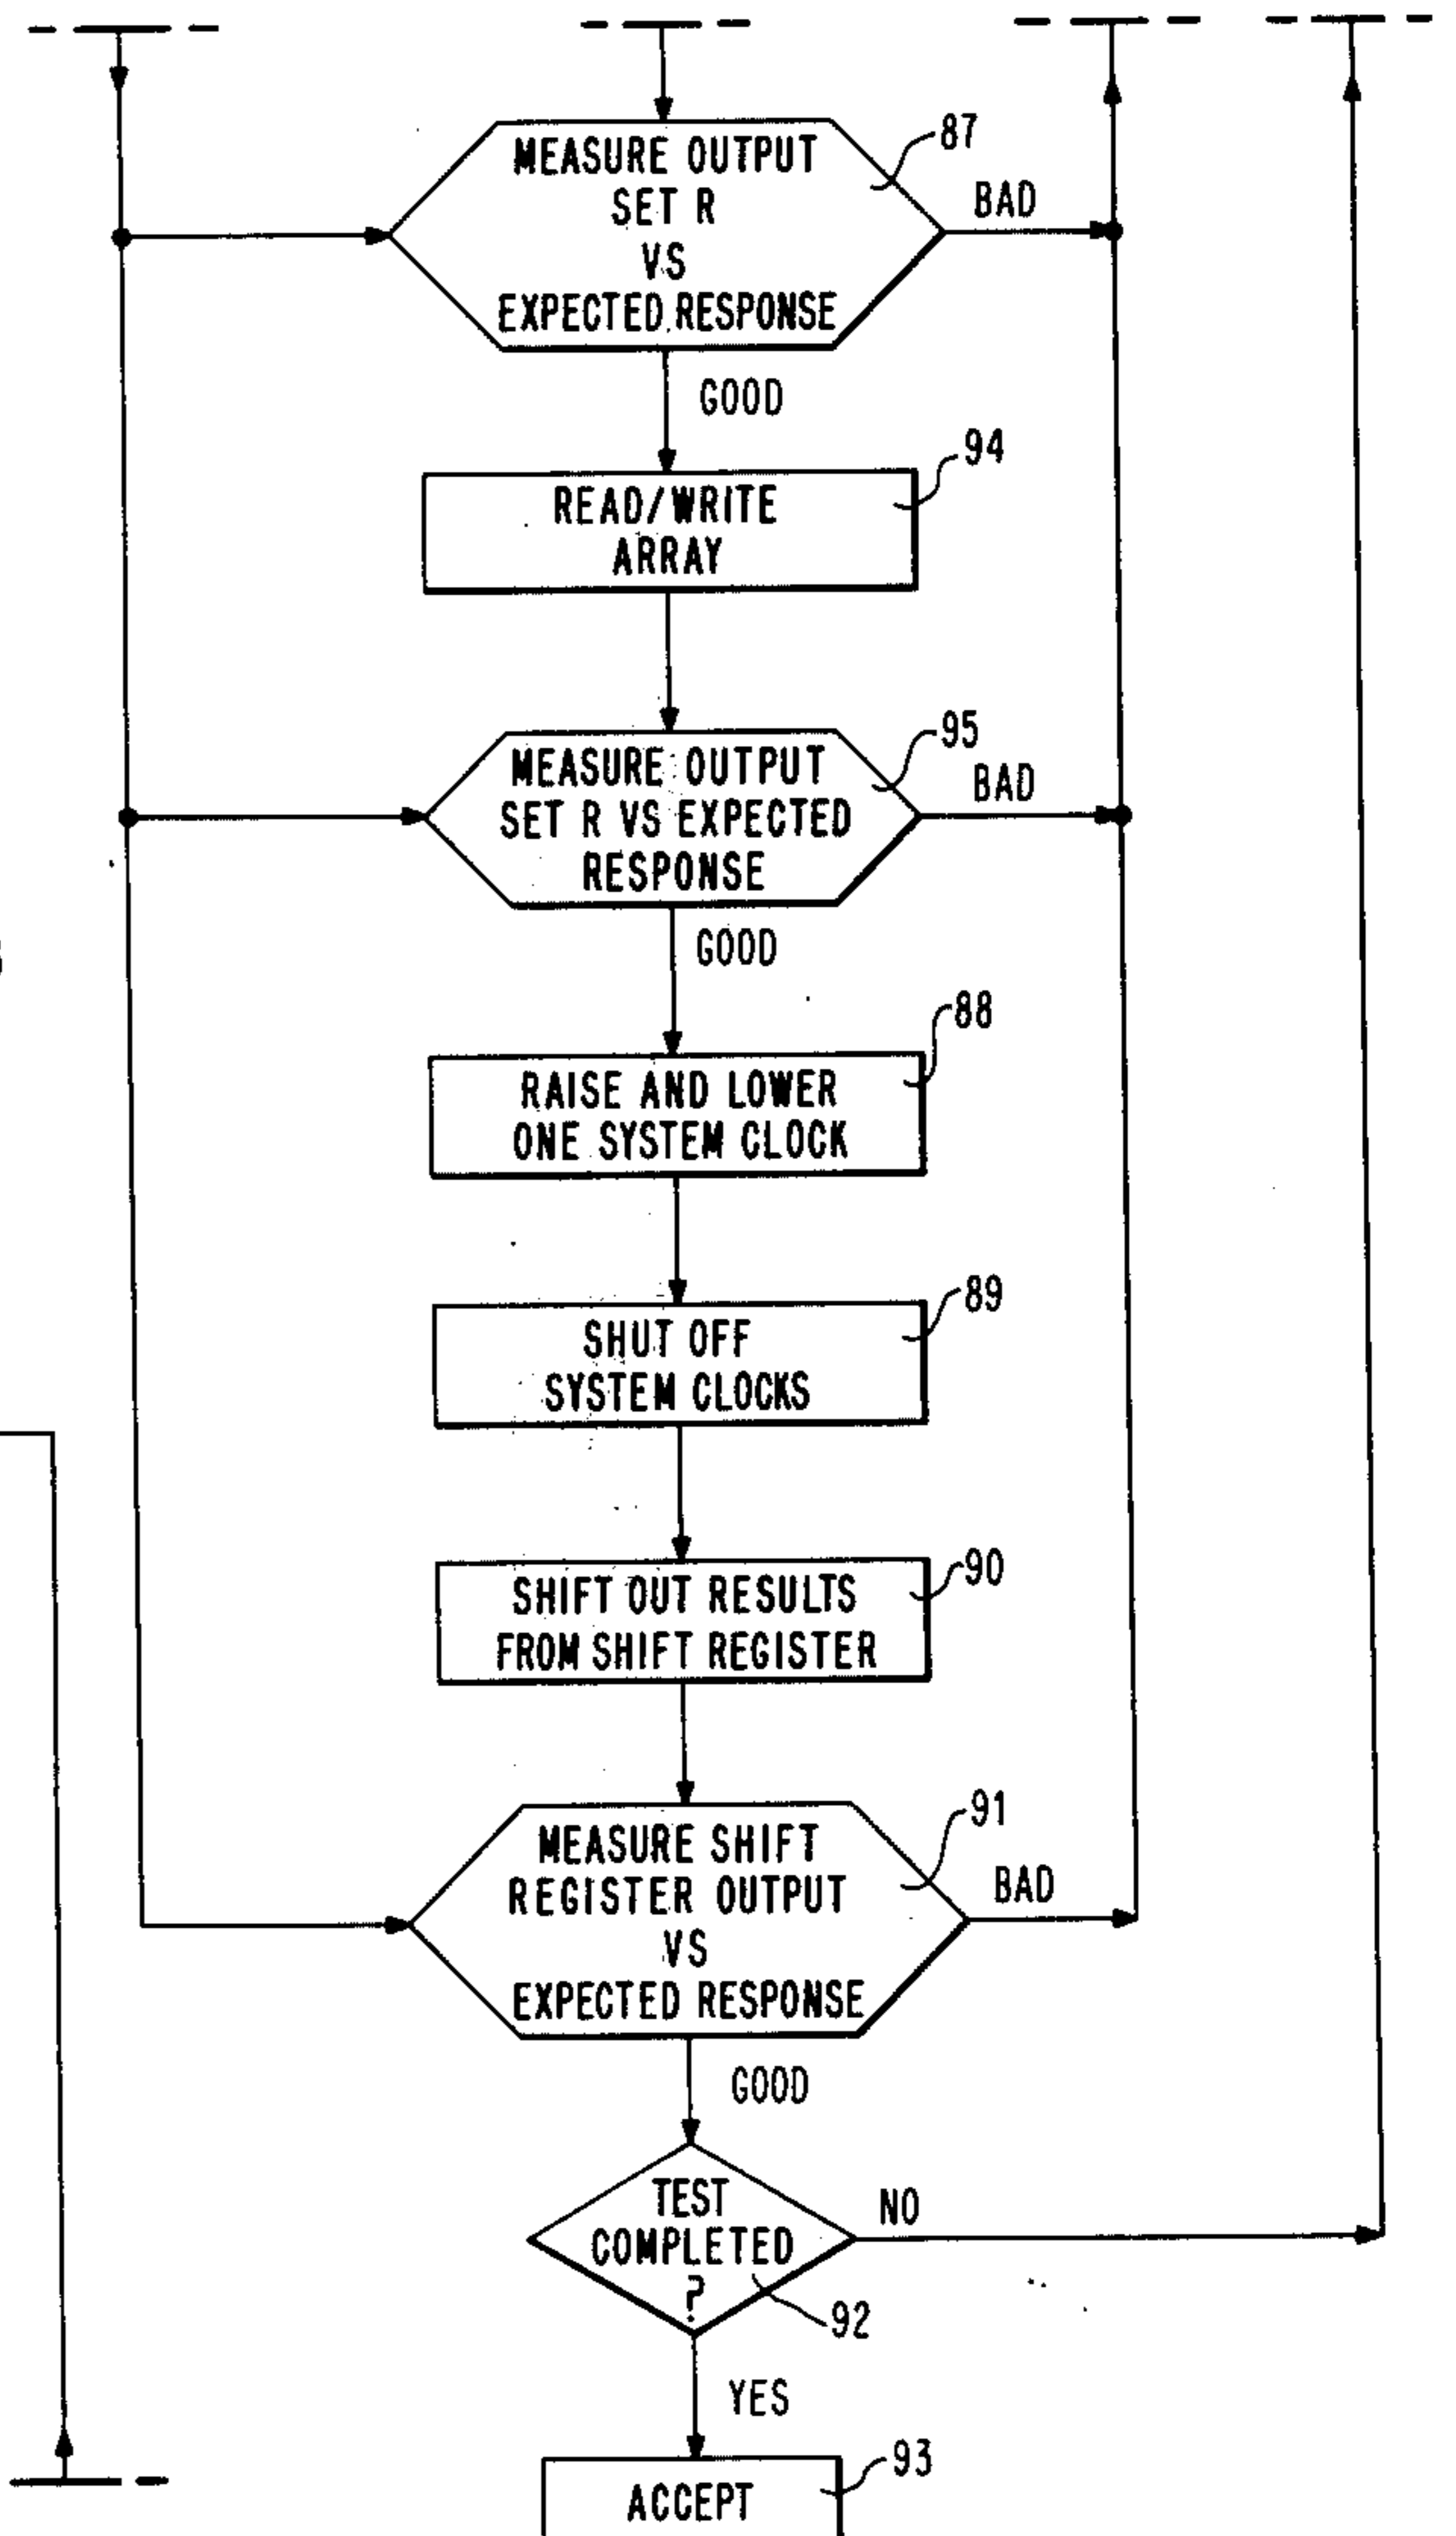 87
MEASURE OUTPUT
SET R
VS
EXPECTED RESPONSE
BAD
GOOD
94
READ/WRITE
ARRAY
95
MEASURE OUTPUT
SET R VS EXPECTED
RESPONSE
BAD
GOOD
88
RAISE AND LOWER
ONE SYSTEM CLOCK
89
SHUT OFF
SYSTEM CLOCKS
90
SHIFT OUT RESULTS
FROM SHIFT REGISTER
91
MEASURE SHIFT
REGISTER OUTPUT
VS
EXPECTED RESPONSE
BAD
GOOD
TEST
COMPLETED
?
NO
92
YES
93
ACCEPT